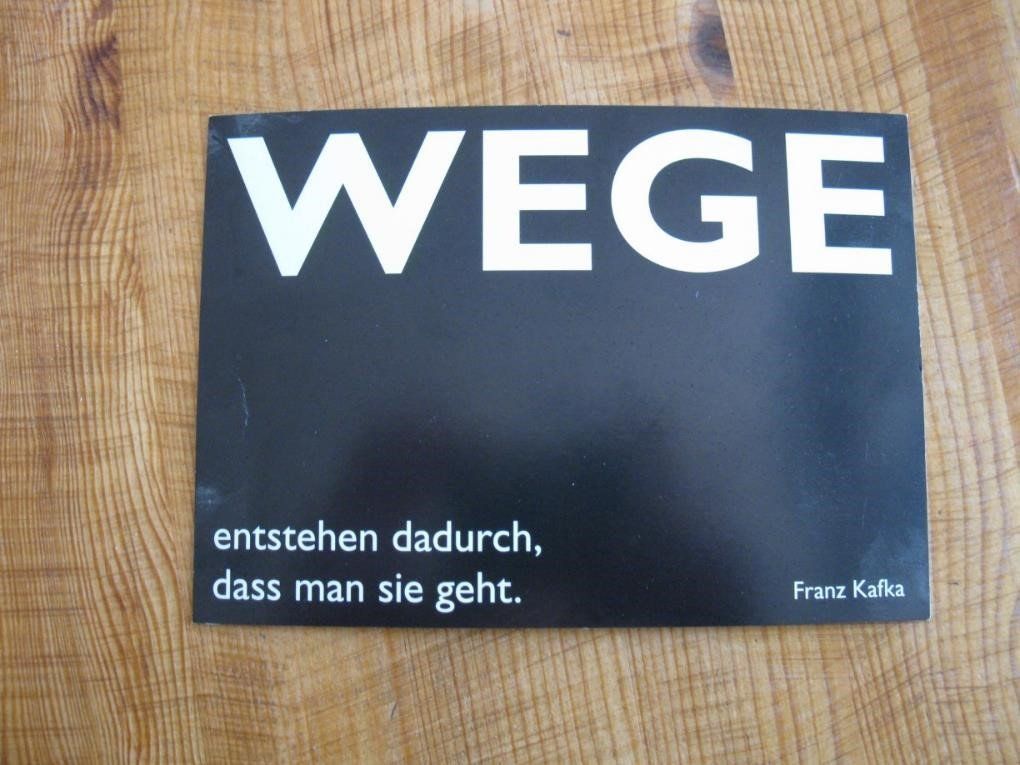 WEGE
entstehen dadurch,
dass man sie geht.
Franz Kafka